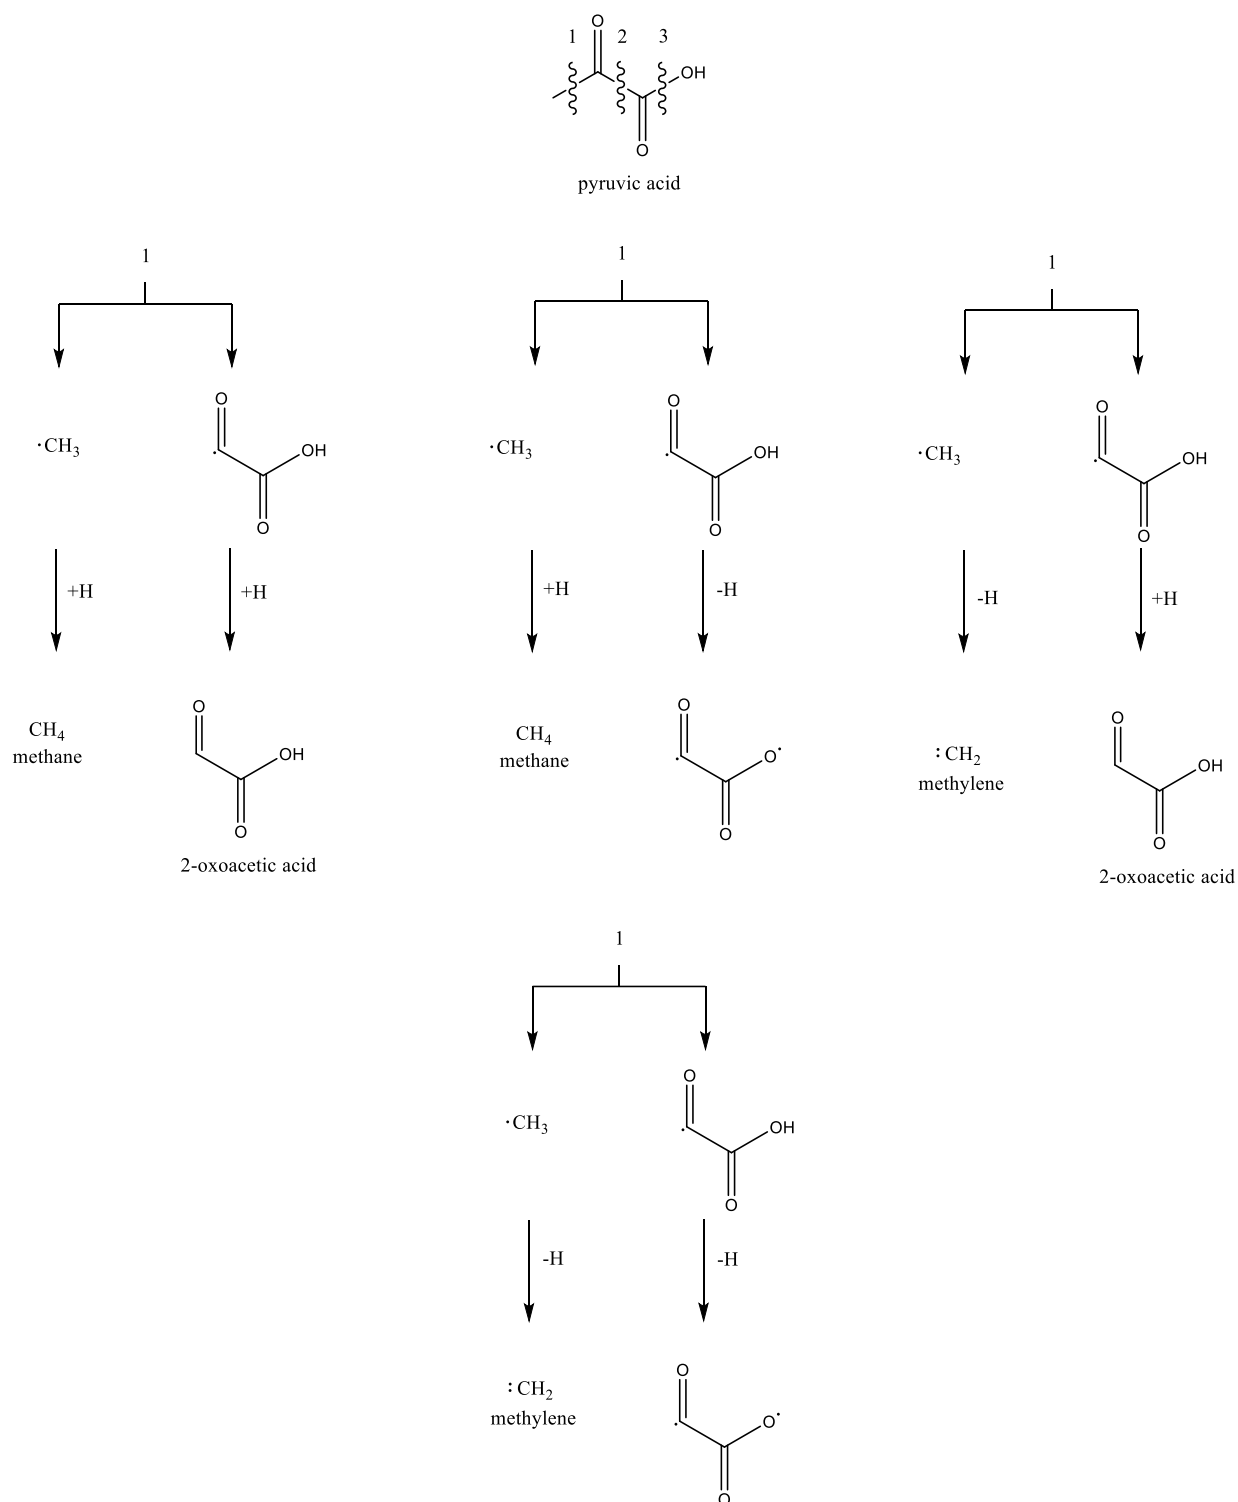 O
1 2 3
OH
O
pyruvic acid
1 1 1
O O O
·CH3 OH ·CH3 OH ·CH3 OH
O O O
+H +H +H -H -H +H
O O O
CH4 OH CH4 O :CH2 OH
methane methane methylene
O O O
2-oxoacetic acid 2-oxoacetic acid
1
O
·CH3 OH
O
-H -H
O
:CH2 O
methylene
O